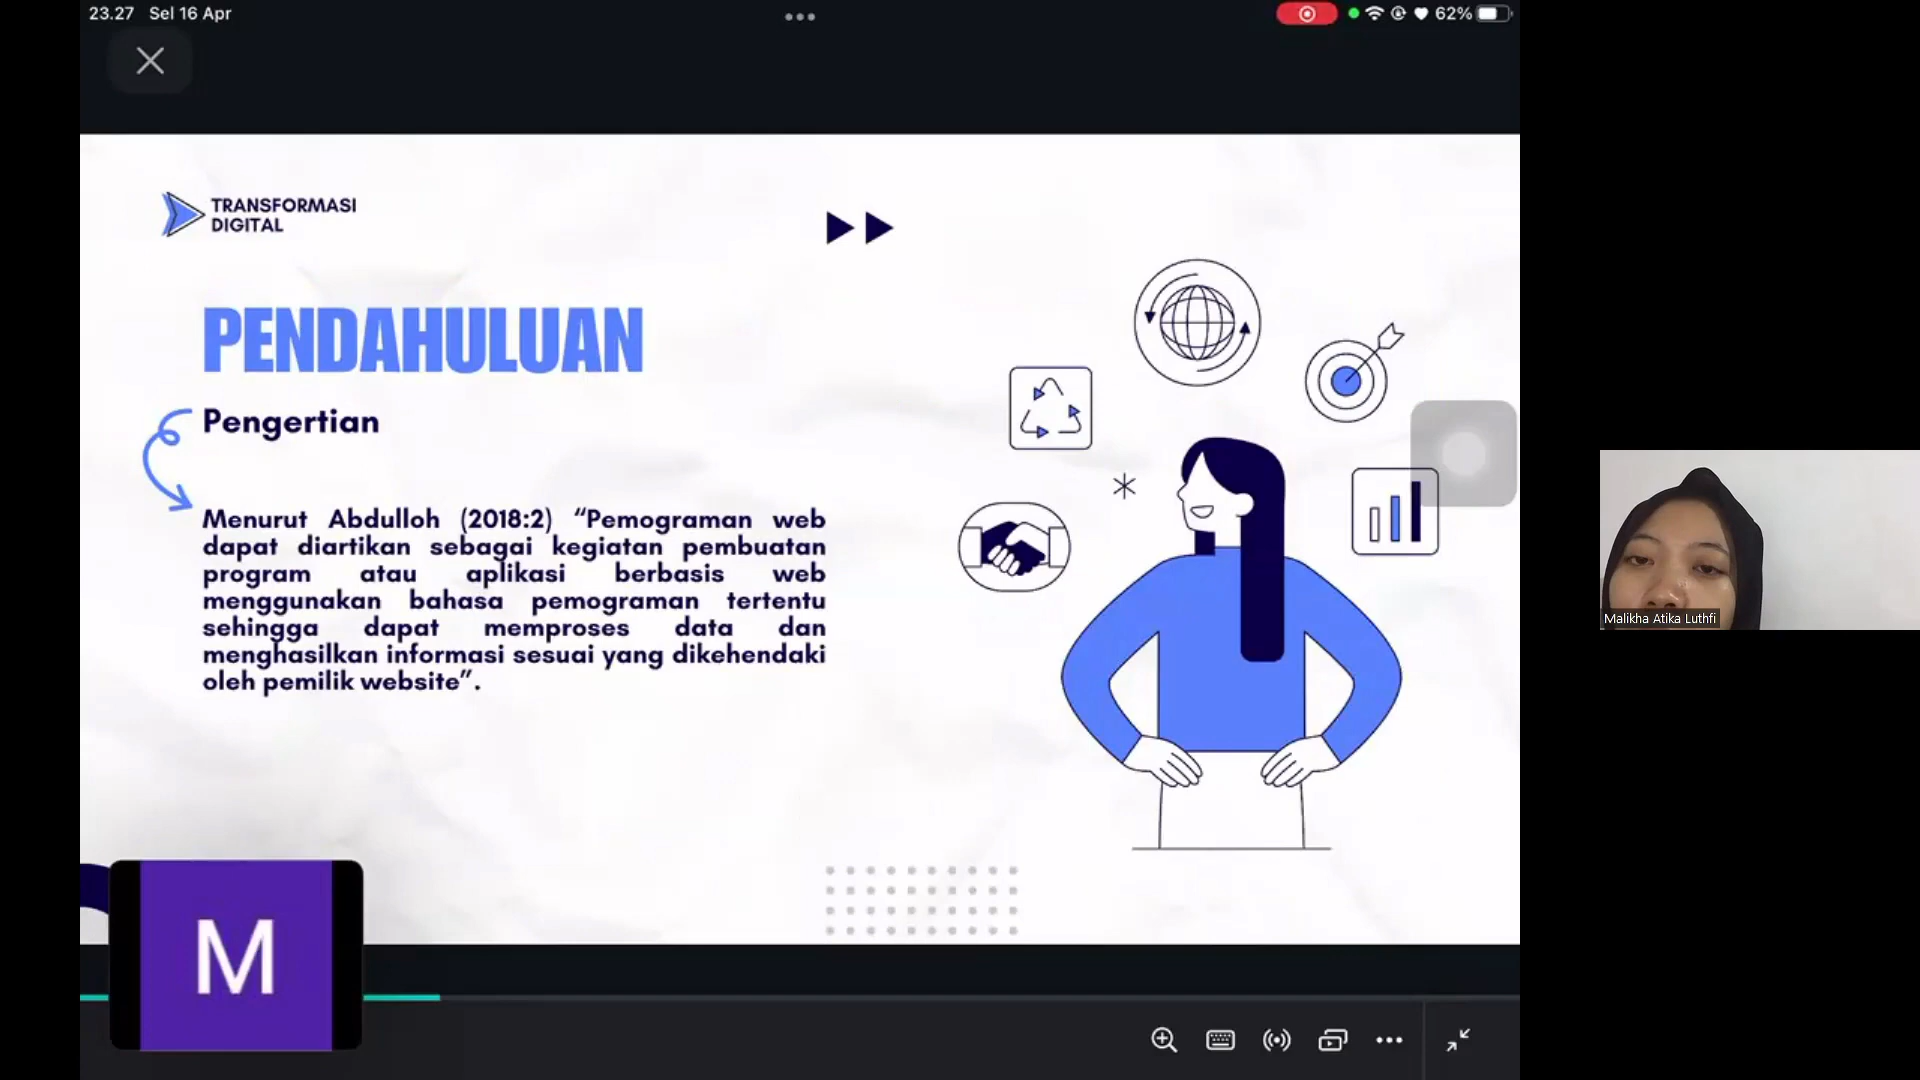 23.27 Sel 16 Apr
62%
TRANSFORMASI
DIGITAL
PENDAHULUAN
Pengertian
Menurut Abdulloh (2018:2) “Pemograman web
dapat diartikan sebagai kegiatan pembuatan
program atau aplikasi berbasis web
menggunakan bahasa pemograman tertentu
sehingga dapat memproses data dan
menghasilkan informasi sesuai yang dikehendaki
oleh pemilik website”.
M
Malikha Atika Luthfi